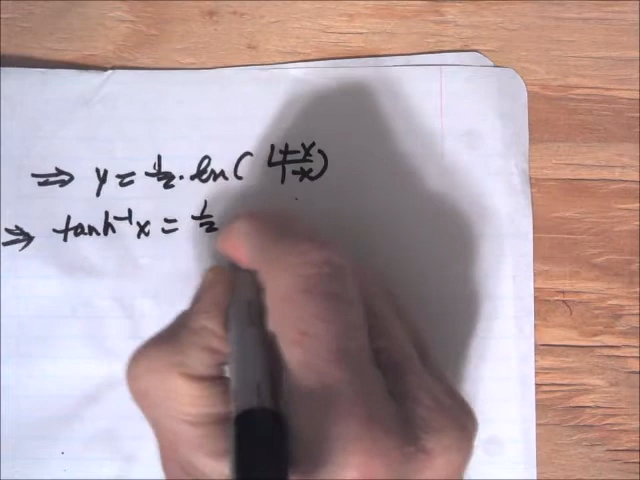 ⇒ y = 1/2 · ln( 1+x/1-x )
⇒ tanh⁻¹x = 1/2